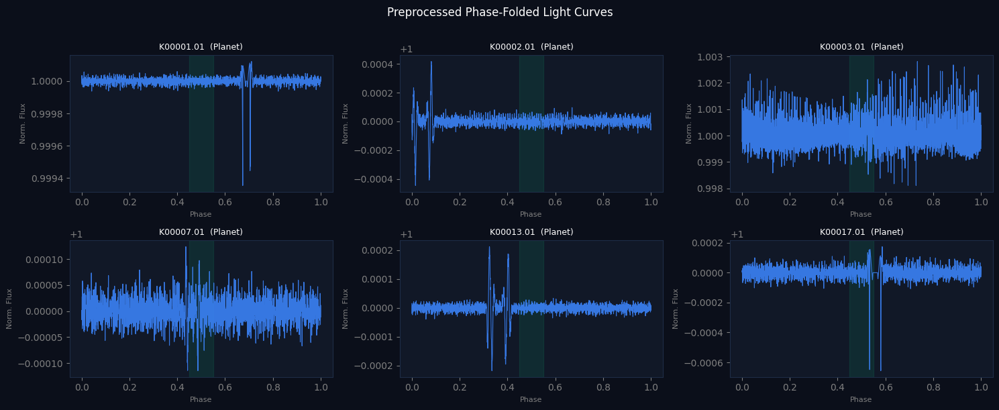 Preprocessed Phase-Folded Light Curves
K00001.01  (Planet)
1.0000
0.9998
0.9996
0.9994
Norm. Flux
0.0 0.2 0.4 0.6 0.8 1.0
Phase
K00002.01  (Planet)
+1
0.0004
0.0002
0.0000
−0.0002
−0.0004
Norm. Flux
0.0 0.2 0.4 0.6 0.8 1.0
Phase
K00003.01  (Planet)
1.003
1.002
1.001
1.000
0.999
0.998
Norm. Flux
0.0 0.2 0.4 0.6 0.8 1.0
Phase
K00007.01  (Planet)
+1
0.00010
0.00005
0.00000
−0.00005
−0.00010
Norm. Flux
0.0 0.2 0.4 0.6 0.8 1.0
Phase
K00013.01  (Planet)
+1
0.0002
0.0001
0.0000
−0.0001
−0.0002
Norm. Flux
0.0 0.2 0.4 0.6 0.8 1.0
Phase
K00017.01  (Planet)
+1
0.0002
0.0000
−0.0002
−0.0004
−0.0006
Norm. Flux
0.0 0.2 0.4 0.6 0.8 1.0
Phase